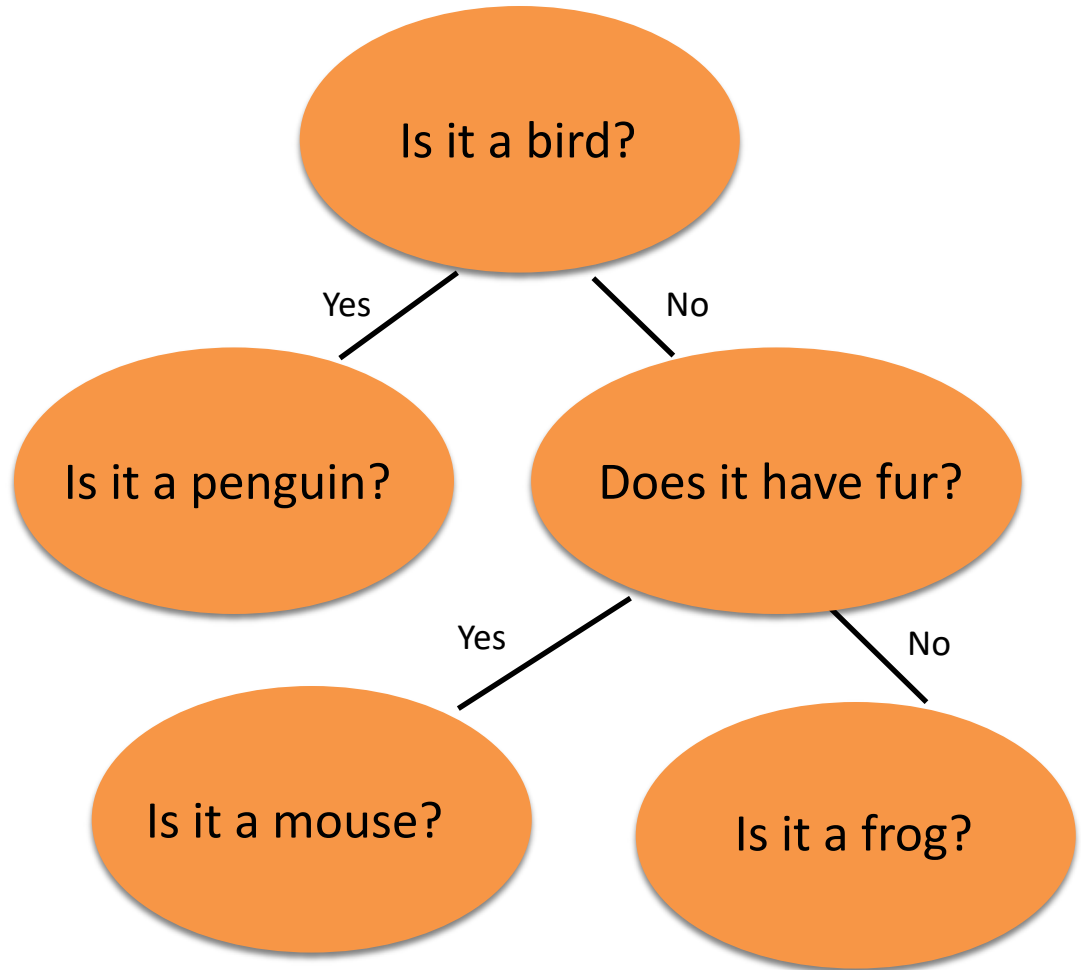 Is it a bird?
Yes
No
Is it a penguin?
Does it have fur?
Yes
No
Is it a mouse?
Is it a frog?